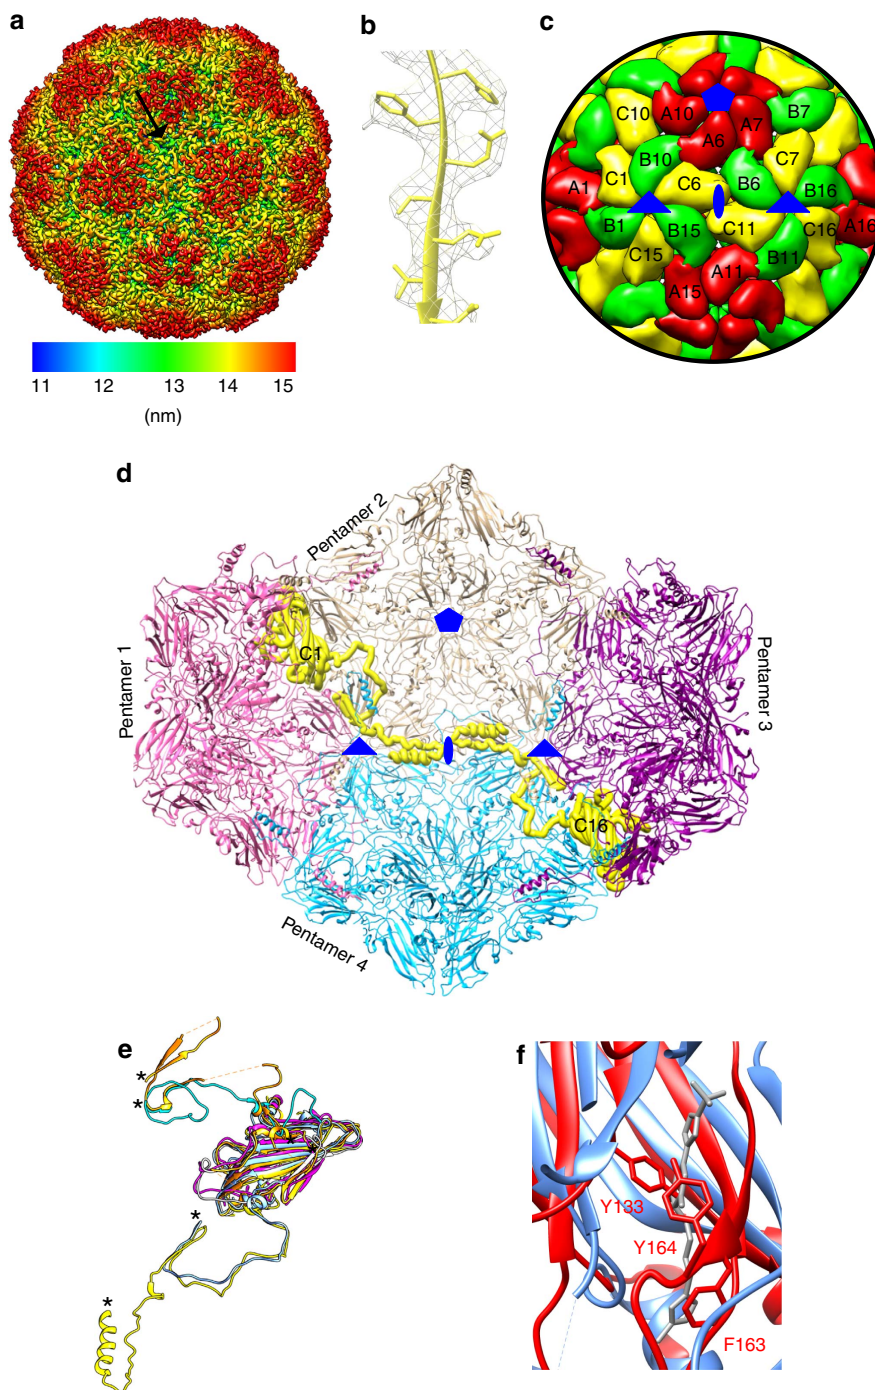 a
11 12 13 14 15
(nm)
b
c
C10 A10 A7 B7
A6
B10 C7
A1 C1 C6 B6 B16
B1 B15 C11 C16 A16
C15 B11
A15 A11
d
Pentamer 2
Pentamer 1
C1
Pentamer 3
C16
Pentamer 4
e
*
*
*
*
*
f
Y133
Y164
F163